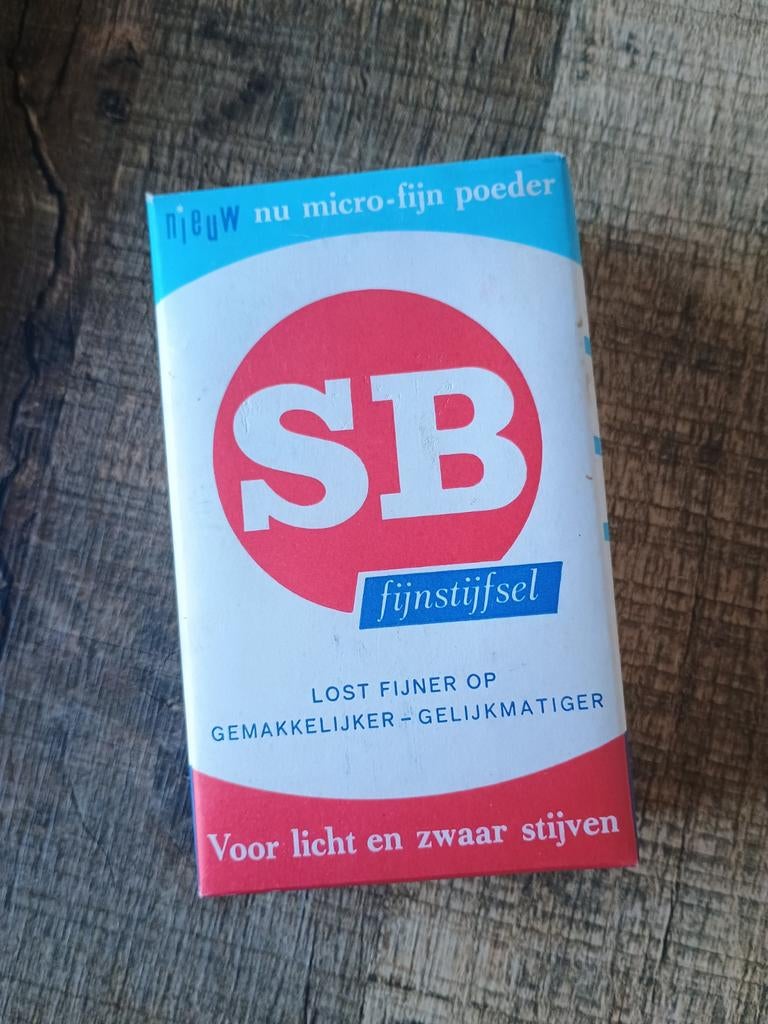 nieuw nu micro-fijn poeder
SB
fijnstijfsel
LOST FIJNER OP
GEMAKKELIJKER – GELIJKMATIGER
Voor licht en zwaar stijven